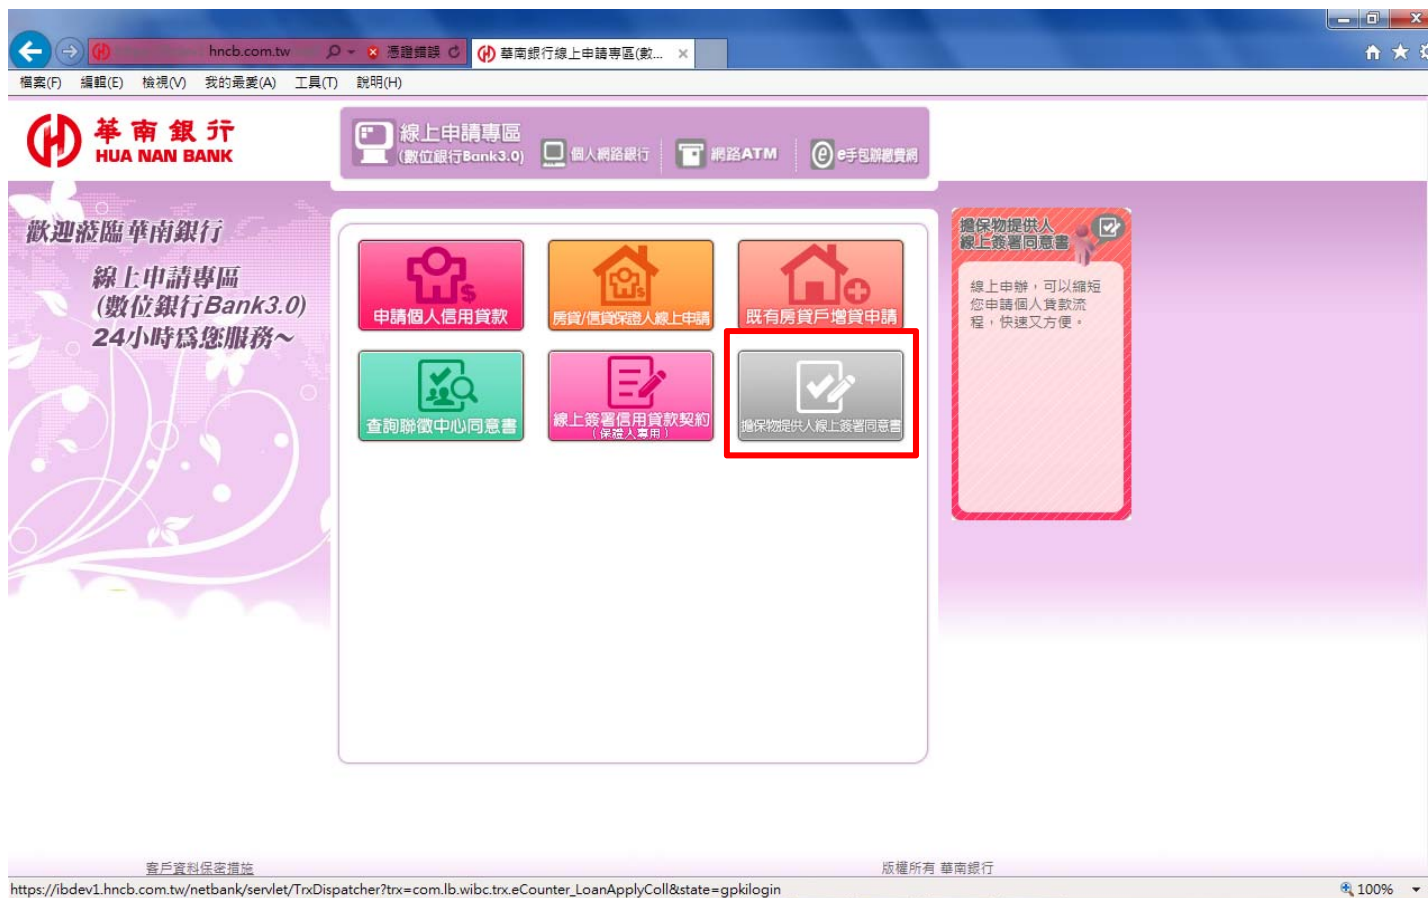 hncb.com.tw
憑證錯誤
華南銀行線上申請專區(數...
檔案(F) 編輯(E) 檢視(V) 我的最愛(A) 工具(T) 說明(H)
華南銀行
HUA NAN BANK
線上申請專區
(數位銀行Bank3.0)
個人網路銀行
網路ATM
e手包辦繳費網
歡迎蒞臨華南銀行
線上申請專區
(數位銀行Bank3.0)
24小時為您服務~
申請個人信用貸款
房貸/信貸保證人線上申請
既有房貸戶增貸申請
查詢聯徵中心同意書
線上簽署信用貸款契約
(保證人專用)
擔保物提供人線上簽署同意書
擔保物提供人
線上簽署同意書
線上申辦，可以縮短
您申請個人貸款流
程，快速又方便。
客戶資料保密措施
版權所有 華南銀行
https://ibdev1.hncb.com.tw/netbank/servlet/TrxDispatcher?trx=com.lb.wibc.trx.eCounter_LoanApplyColl&state=gpkilogin
100%